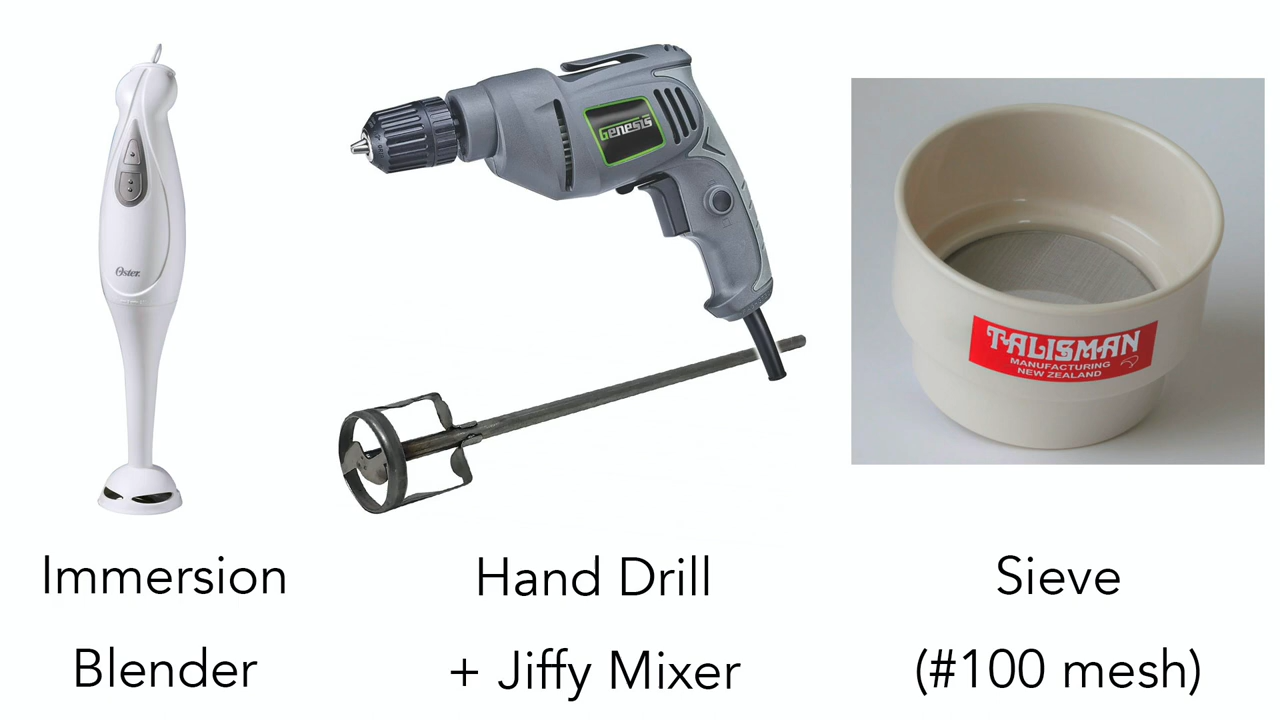 Oster
Genesis
TALISMAN
MANUFACTURING
NEW ZEALAND
Immersion
Blender
Hand Drill
+ Jiffy Mixer
Sieve
(#100 mesh)